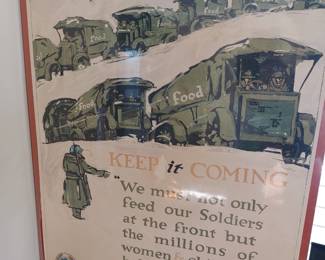 Food
Food
food
KEEP it COMING
"We must not only
feed our Soldiers
at the front but
the millions of
women &